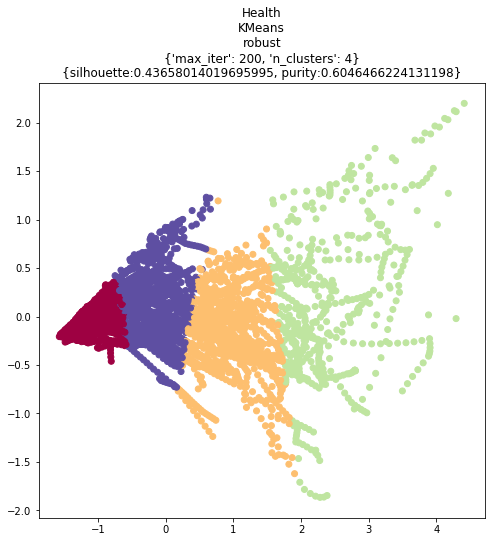 Health
KMeans
robust
{'max_iter': 200, 'n_clusters': 4}
{silhouette:0.43658014019695995, purity:0.6046466224131198}
2.0
1.5
1.0
0.5
0.0
−0.5
−1.0
−1.5
−2.0
−1 0 1 2 3 4